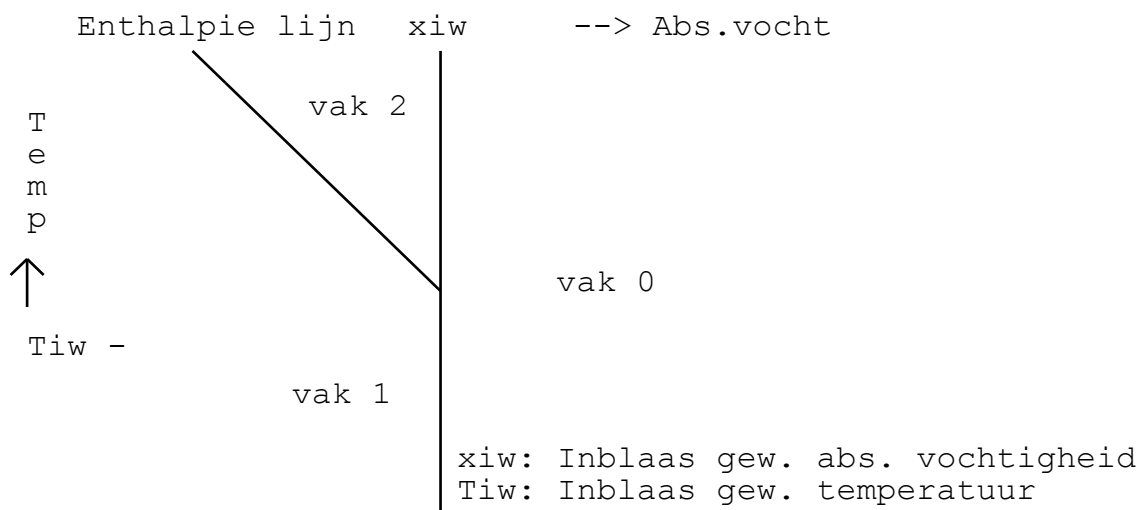 Enthalpie lijn xiw --> Abs.vocht
vak 2
Temp
vak 0
Tiw -
vak 1
xiw: Inblaas gew. abs. vochtigheid
Tiw: Inblaas gew. temperatuur